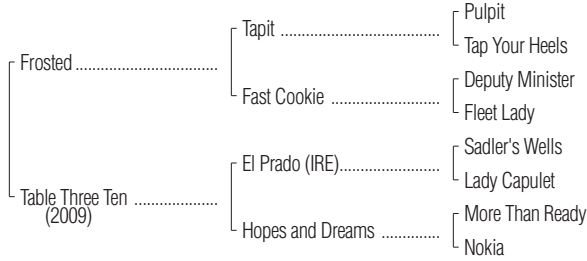 Pulpit
Tapit ........................................
Tap Your Heels
Frosted ....................................
Deputy Minister
Fast Cookie ...........................
Fleet Lady
Sadler's Wells
El Prado (IRE).........................
Lady Capulet
Table Three Ten .....................
(2009)
More Than Ready
Hopes and Dreams ..............
Nokia